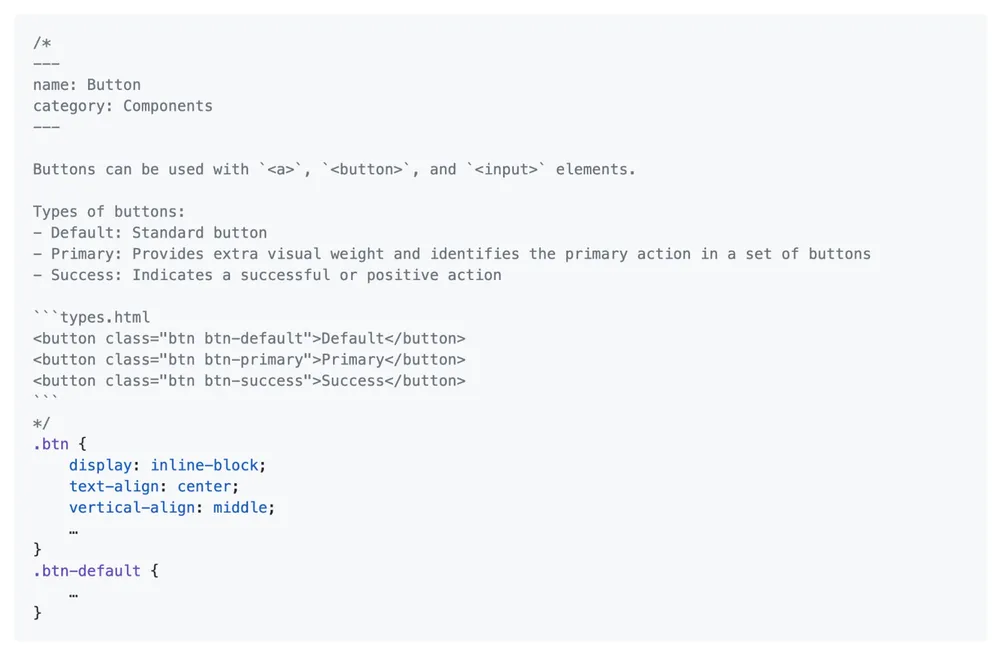 /*
---
name: Button
category: Components
---
Buttons can be used with `<a>`, `<button>`, and `<input>` elements.
Types of buttons:
- Default: Standard button
- Primary: Provides extra visual weight and identifies the primary action in a set of buttons
- Success: Indicates a successful or positive action
```types.html
<button class="btn btn-default">Default</button>
<button class="btn btn-primary">Primary</button>
<button class="btn btn-success">Success</button>
```
*/
.btn {
    display: inline-block;
    text-align: center;
    vertical-align: middle;
    …
}
.btn-default {
    …
}